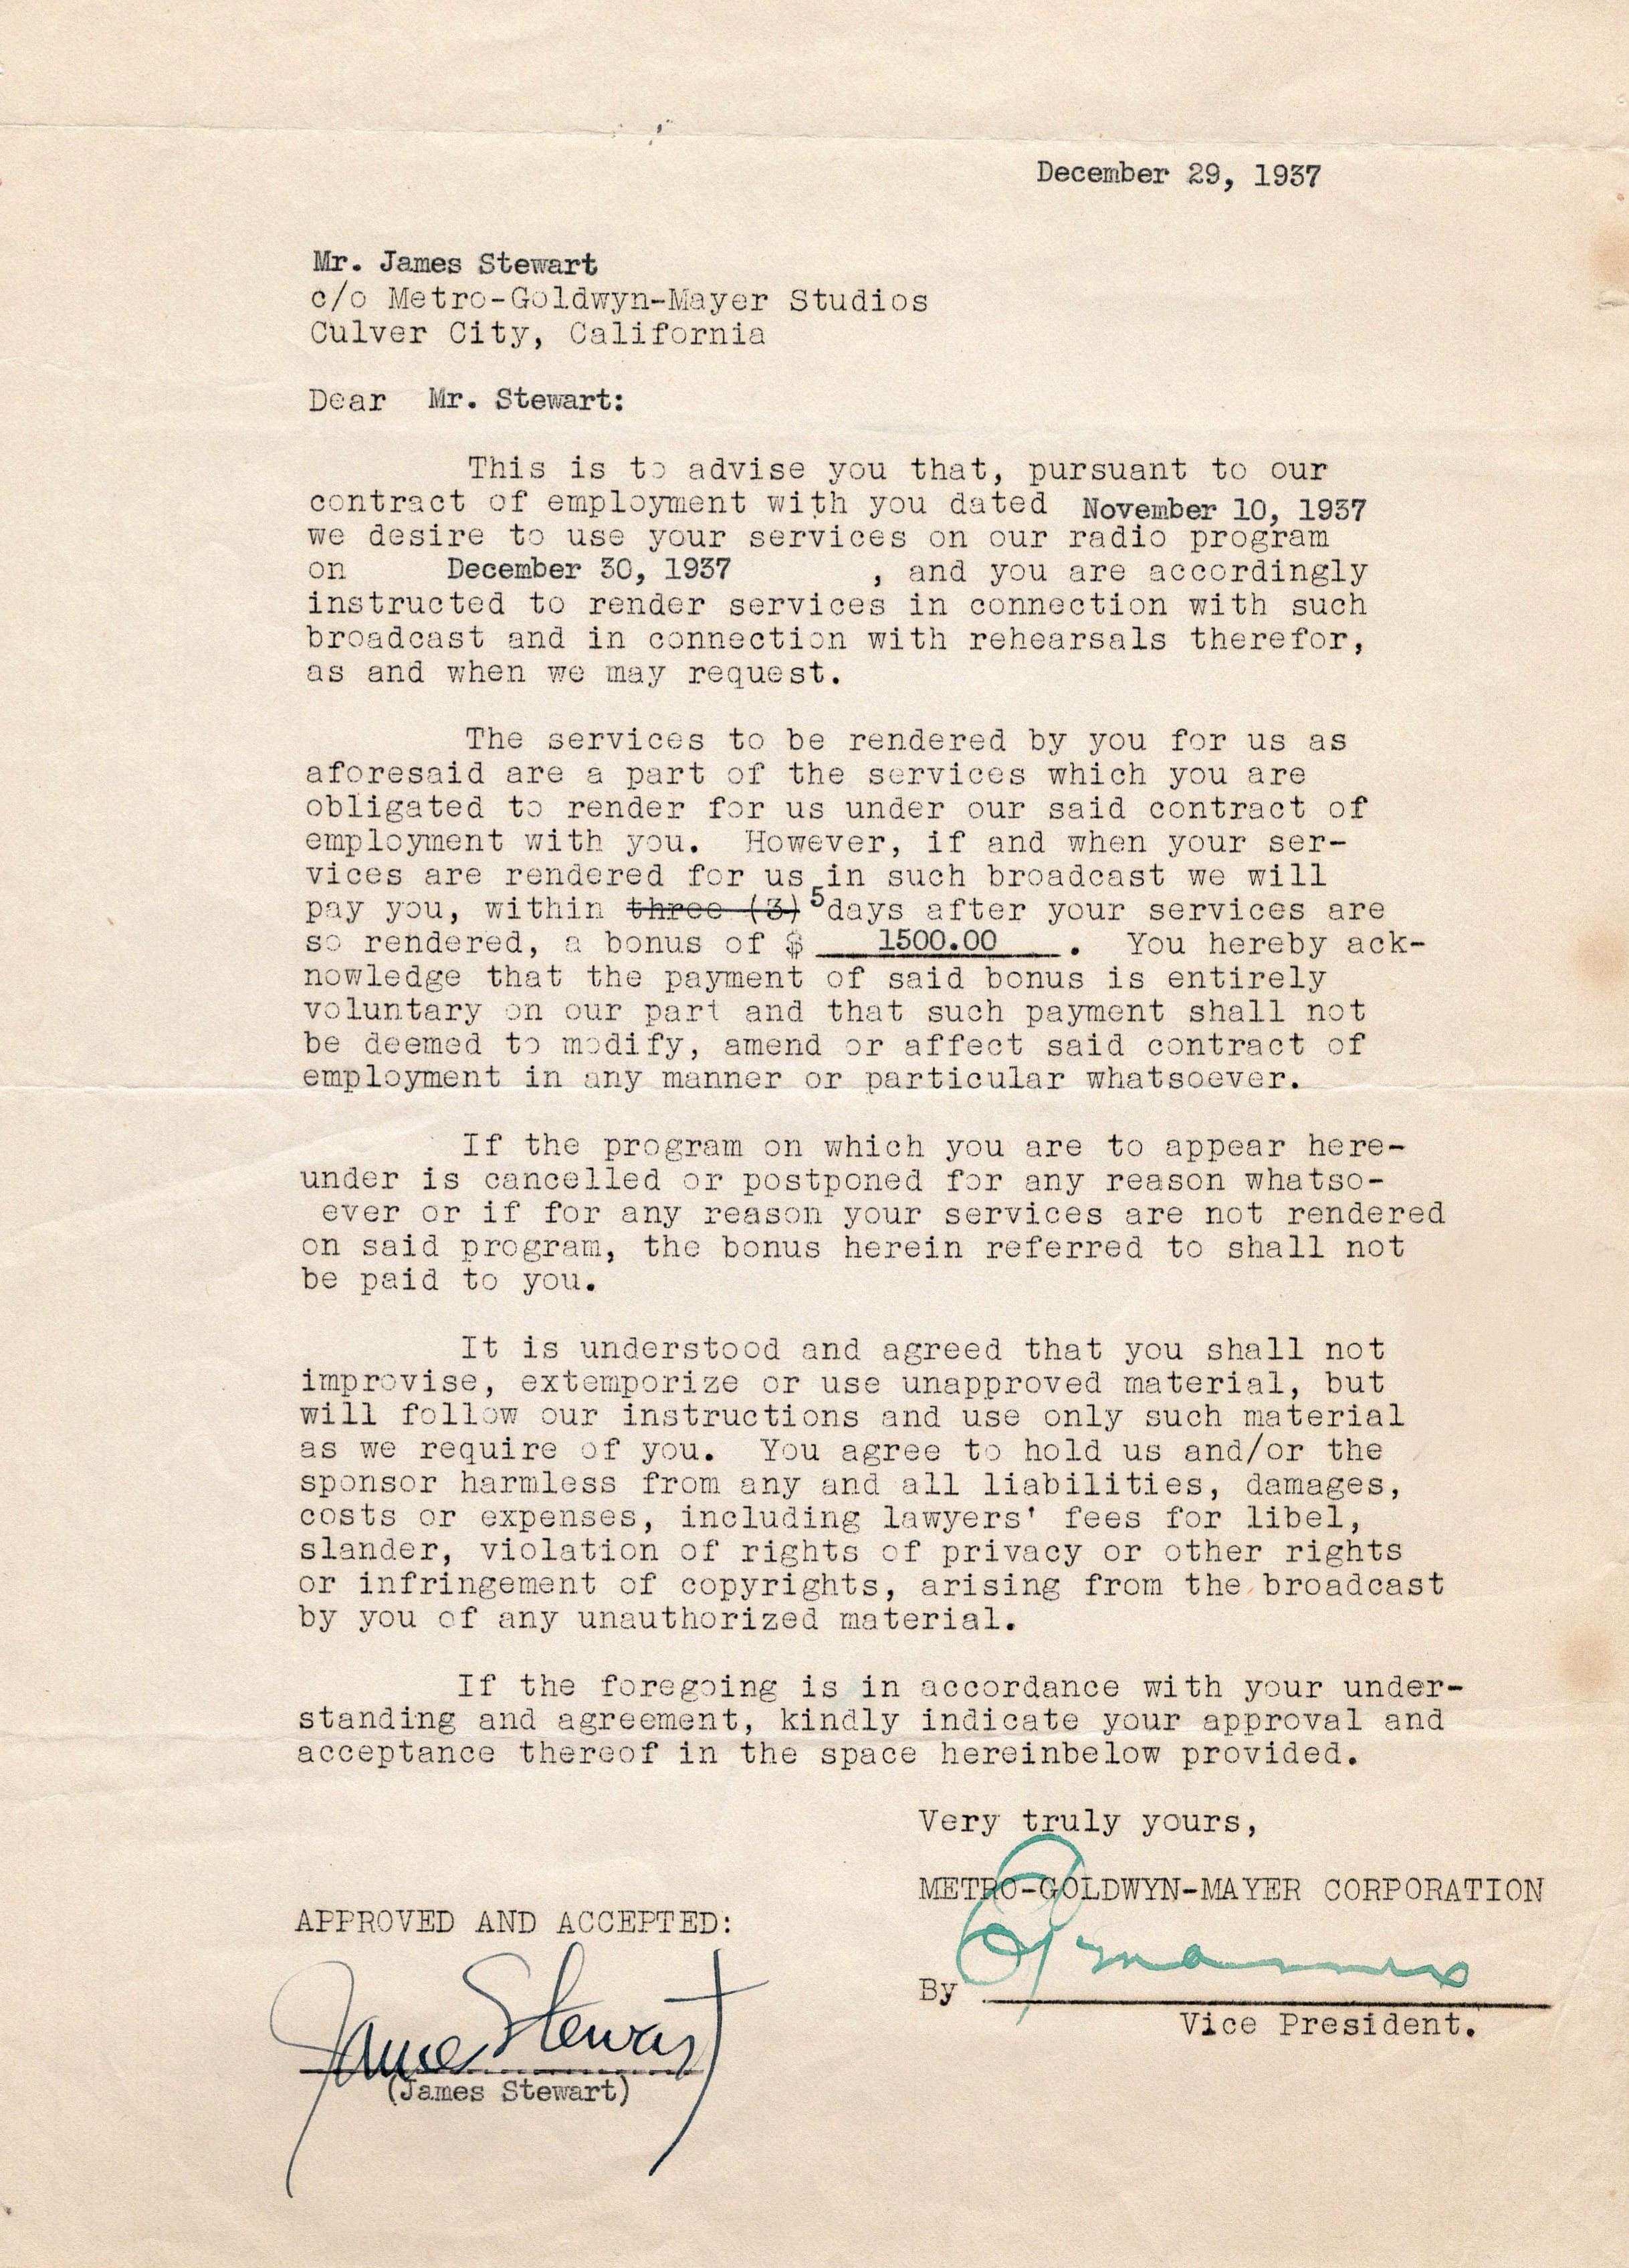 December 29, 1937
Mr. James Stewart
c/o Metro-Goldwyn-Mayer Studios
Culver City, California
Dear Mr. Stewart:
This is to advise you that, pursuant to our
contract of employment with you dated November 10, 1937
we desire to use your services on our radio program
on December 30, 1937 , and you are accordingly
instructed to render services in connection with such
broadcast and in connection with rehearsals therefor,
as and when we may request.
The services to be rendered by you for us as
aforesaid are a part of the services which you are
obligated to render for us under our said contract of
employment with you. However, if and when your ser-
vices are rendered for us in such broadcast we will
pay you, within three (3) 5 days after your services are
so rendered, a bonus of $ 1500.00 . You hereby ack-
nowledge that the payment of said bonus is entirely
voluntary on our part and that such payment shall not
be deemed to modify, amend or affect said contract of
employment in any manner or particular whatsoever.
If the program on which you are to appear here-
under is cancelled or postponed for any reason whatso-
ever or if for any reason your services are not rendered
on said program, the bonus herein referred to shall not
be paid to you.
It is understood and agreed that you shall not
improvise, extemporize or use unapproved material, but
will follow our instructions and use only such material
as we require of you. You agree to hold us and/or the
sponsor harmless from any and all liabilities, damages,
costs or expenses, including lawyers' fees for libel,
slander, violation of rights of privacy or other rights
or infringement of copyrights, arising from the broadcast
by you of any unauthorized material.
If the foregoing is in accordance with your under-
standing and agreement, kindly indicate your approval and
acceptance thereof in the space hereinbelow provided.
Very truly yours,
METRO-GOLDWYN-MAYER CORPORATION
APPROVED AND ACCEPTED:
By EJ Mannix
Vice President.
James Stewart
(James Stewart)